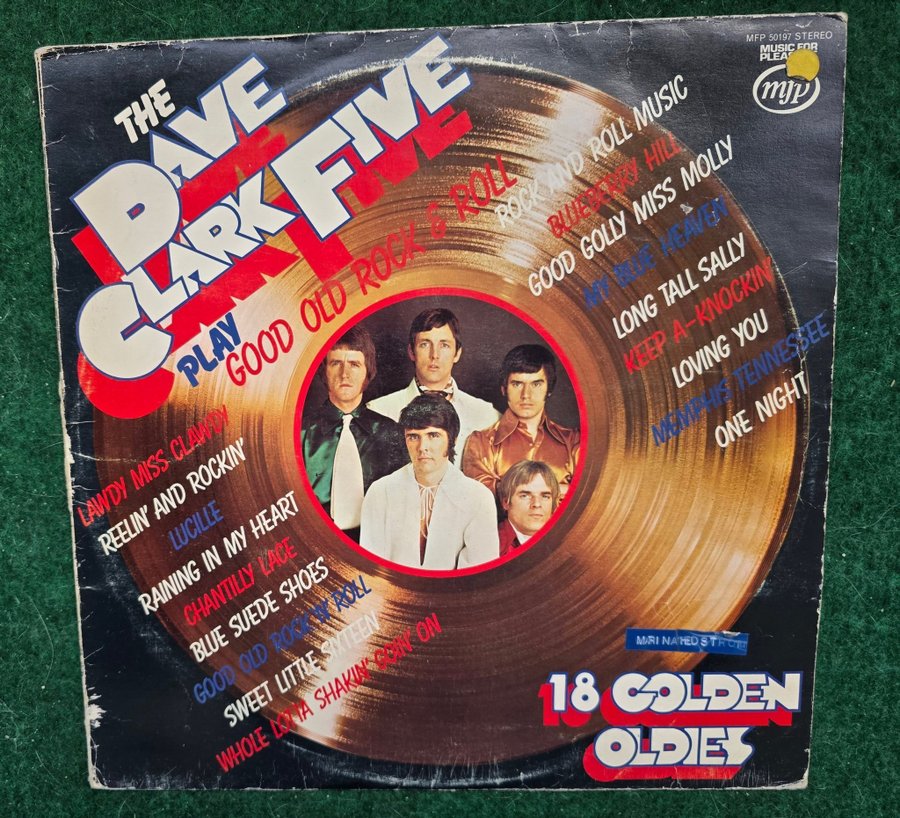 MFP 50197 STEREO
MUSIC FOR
mfp
THE
DAVE
CLARK FIVE
PLAY
GOOD OLD ROCK & ROLL
ROCK AND ROLL MUSIC
BLUEBERRY HILL
GOOD GOLLY MISS MOLLY
MY BLUE HEAVEN
LONG TALL SALLY
KEEP A-KNOCKIN'
LOVING YOU
MEMPHIS TENNESSEE
ONE NIGHT
LAWDY MISS CLAWDY
REELIN' AND ROCKIN'
LUCILLE
RAINING IN MY HEART
CHANTILLY LACE
BLUE SUEDE SHOES
GOOD OLD ROCK 'N' ROLL
SWEET LITTLE SIXTEEN
WHOLE LOTTA SHAKIN' GOIN' ON
18 GOLDEN
OLDIES